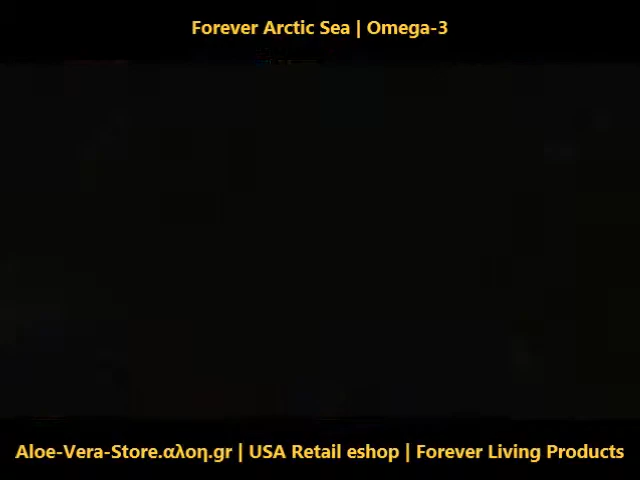 Forever Arctic Sea | Omega-3
Aloe-Vera-Store.αλοη.gr | USA Retail eshop | Forever Living Products